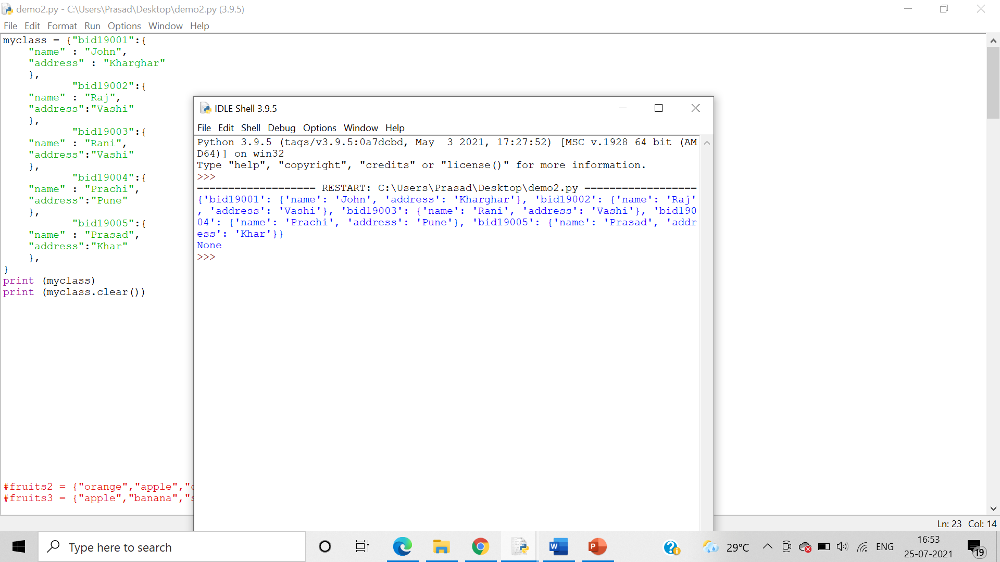 demo2.py - C:\Users\Prasad\Desktop\demo2.py (3.9.5)
File Edit Format Run Options Window Help
myclass = {"bid19001":{
    "name" : "John",
    "address" : "Kharghar"
    },
           "bid19002":{
    "name" : "Raj",
    "address":"Vashi"
    },
           "bid19003":{
    "name" : "Rani",
    "address":"Vashi"
    },
           "bid19004":{
    "name" : "Prachi",
    "address":"Pune"
    },
           "bid19005":{
    "name" : "Prasad",
    "address":"Khar"
    },
}
print (myclass)
print (myclass.clear())
#fruits2 = {"orange","apple","
#fruits3 = {"apple","banana","
IDLE Shell 3.9.5
File Edit Shell Debug Options Window Help
Python 3.9.5 (tags/v3.9.5:0a7dcbd, May  3 2021, 17:27:52) [MSC v.1928 64 bit (AM
D64)] on win32
Type "help", "copyright", "credits" or "license()" for more information.
>>>
=================== RESTART: C:\Users\Prasad\Desktop\demo2.py ==================
{'bid19001': {'name': 'John', 'address': 'Kharghar'}, 'bid19002': {'name': 'Raj'
, 'address': 'Vashi'}, 'bid19003': {'name': 'Rani', 'address': 'Vashi'}, 'bid190
04': {'name': 'Prachi', 'address': 'Pune'}, 'bid19005': {'name': 'Prasad', 'addr
ess': 'Khar'}}
None
>>>
Ln: 23 Col: 14
Type here to search
29°C
ENG
16:53
25-07-2021
19